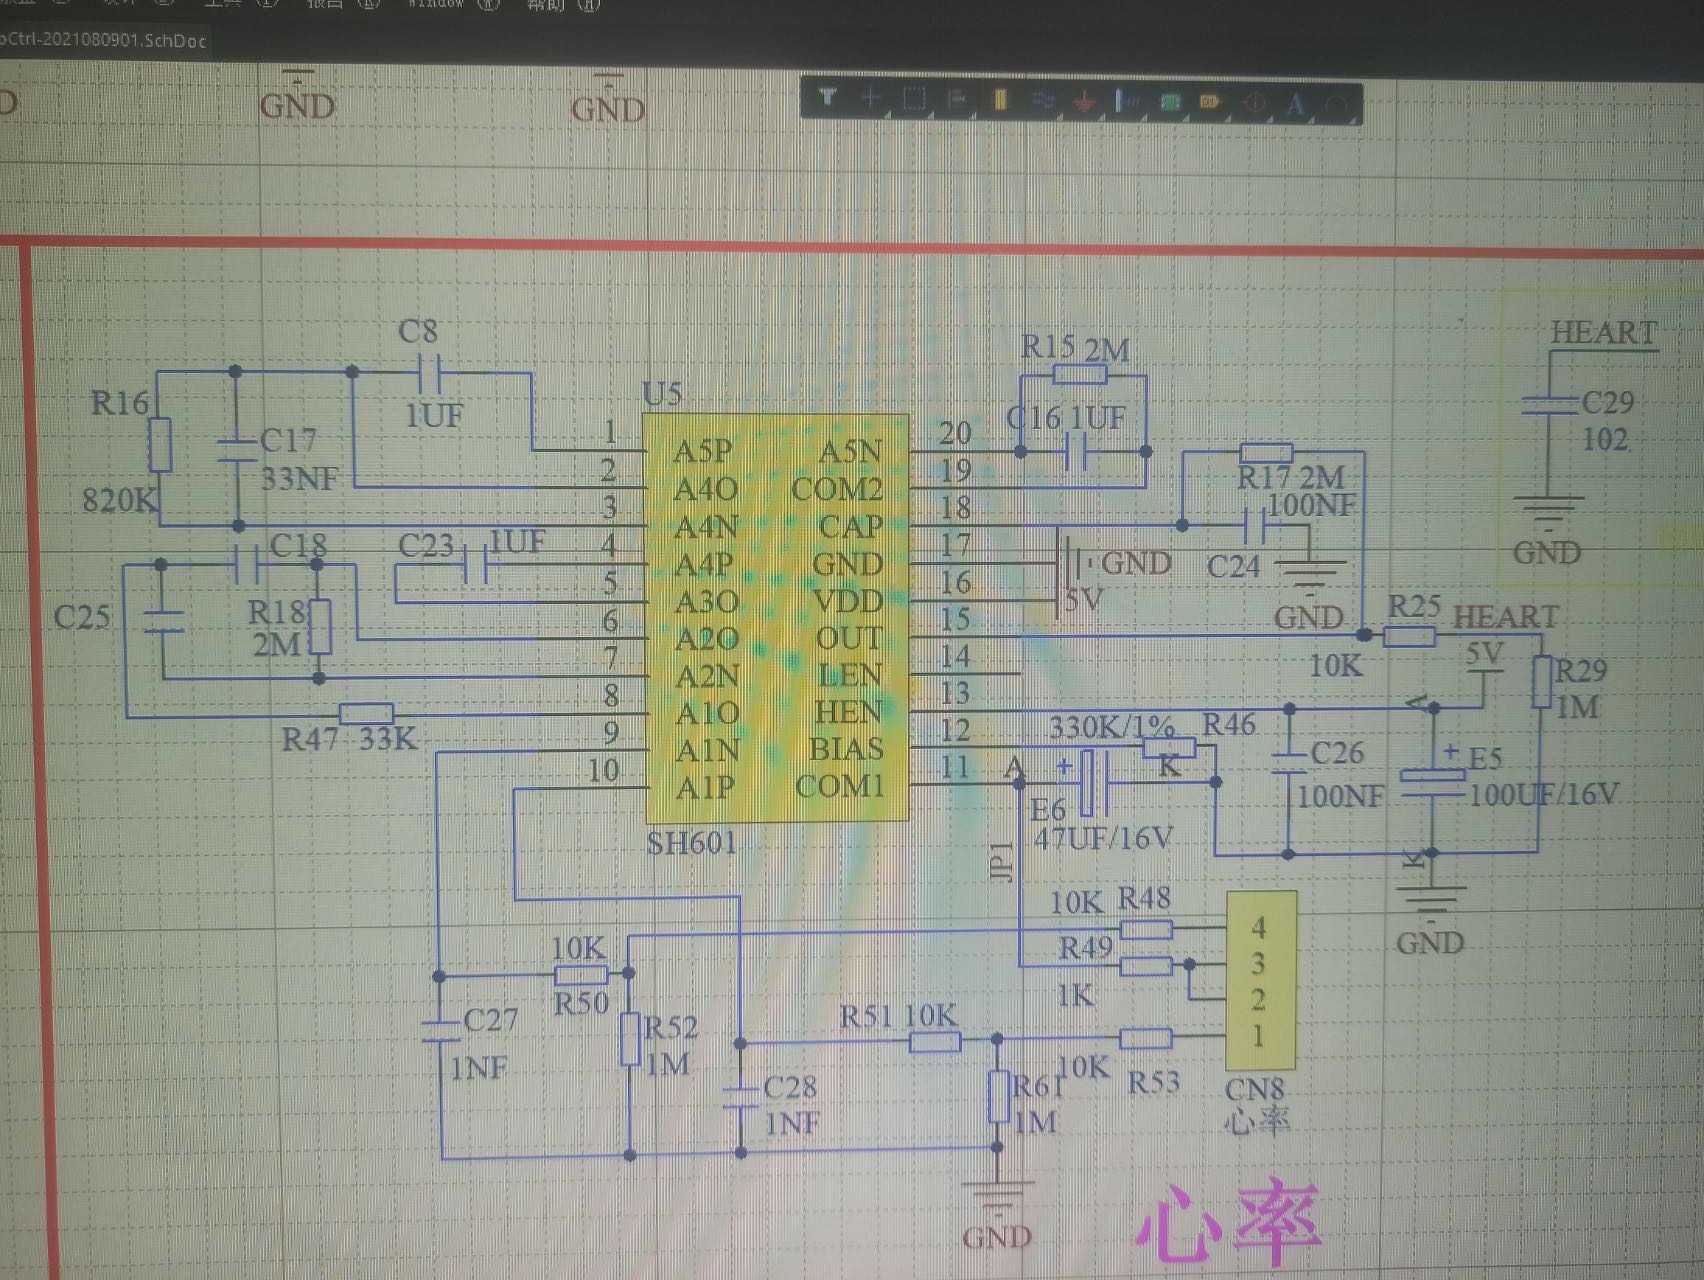 工具 (T) 报告 (R) Window (W) 帮助 (H)
oCtrl-2021080901.SchDoc
D
GND
GND
A
HEART
C29
102
GND
C8
1UF
R16
820K
C17
33NF
C18
C23
1UF
C25
R18
2M
R47 33K
U5
1
2
3
4
5
6
7
8
9
10
A5P
A4O
A4N
A4P
A3O
A2O
A2N
A1O
A1N
A1P
A5N
COM2
CAP
GND
VDD
OUT
LEN
HEN
BIAS
COM1
20
19
18
17
16
15
14
13
12
11
SH601
R15 2M
C16 1UF
R17 2M
100NF
C24
GND
GND
5V
R25
10K
HEART
5V
R29
1M
330K/1%
R46
A
+
K
E6
47UF/16V
JP1
C26
100NF
A
+
E5
100UF/16V
K
GND
10K R48
R49
1K
4
3
2
1
CN8
心率
10K
R50
R52
1M
C27
1NF
R51 10K
C28
1NF
R61
1M
10K
R53
GND
心率